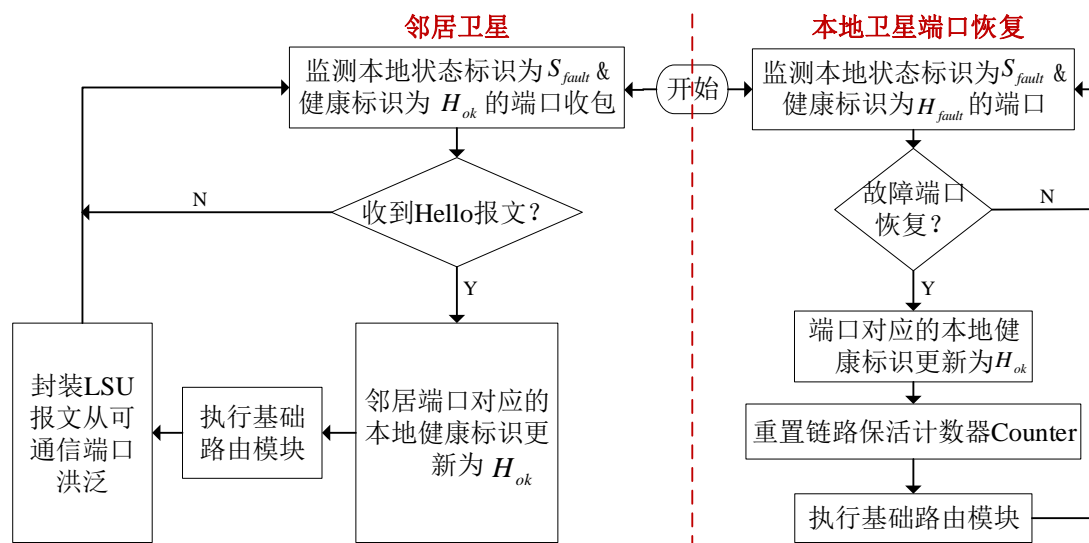 邻居卫星
监测本地状态标识为 S_fault &
健康标识为 H_ok 的端口收包
收到Hello报文？
N
Y
邻居端口对应的
本地健康标识更
新为 H_ok
执行基础
路由模块
封装LSU
报文从可
通信端口
洪泛
开始
本地卫星端口恢复
监测本地状态标识为S_fault &
健康标识为H_fault 的端口
故障端口
恢复？
N
Y
端口对应的本地健
康标识更新为H_ok
重置链路保活计数器Counter
执行基础路由模块